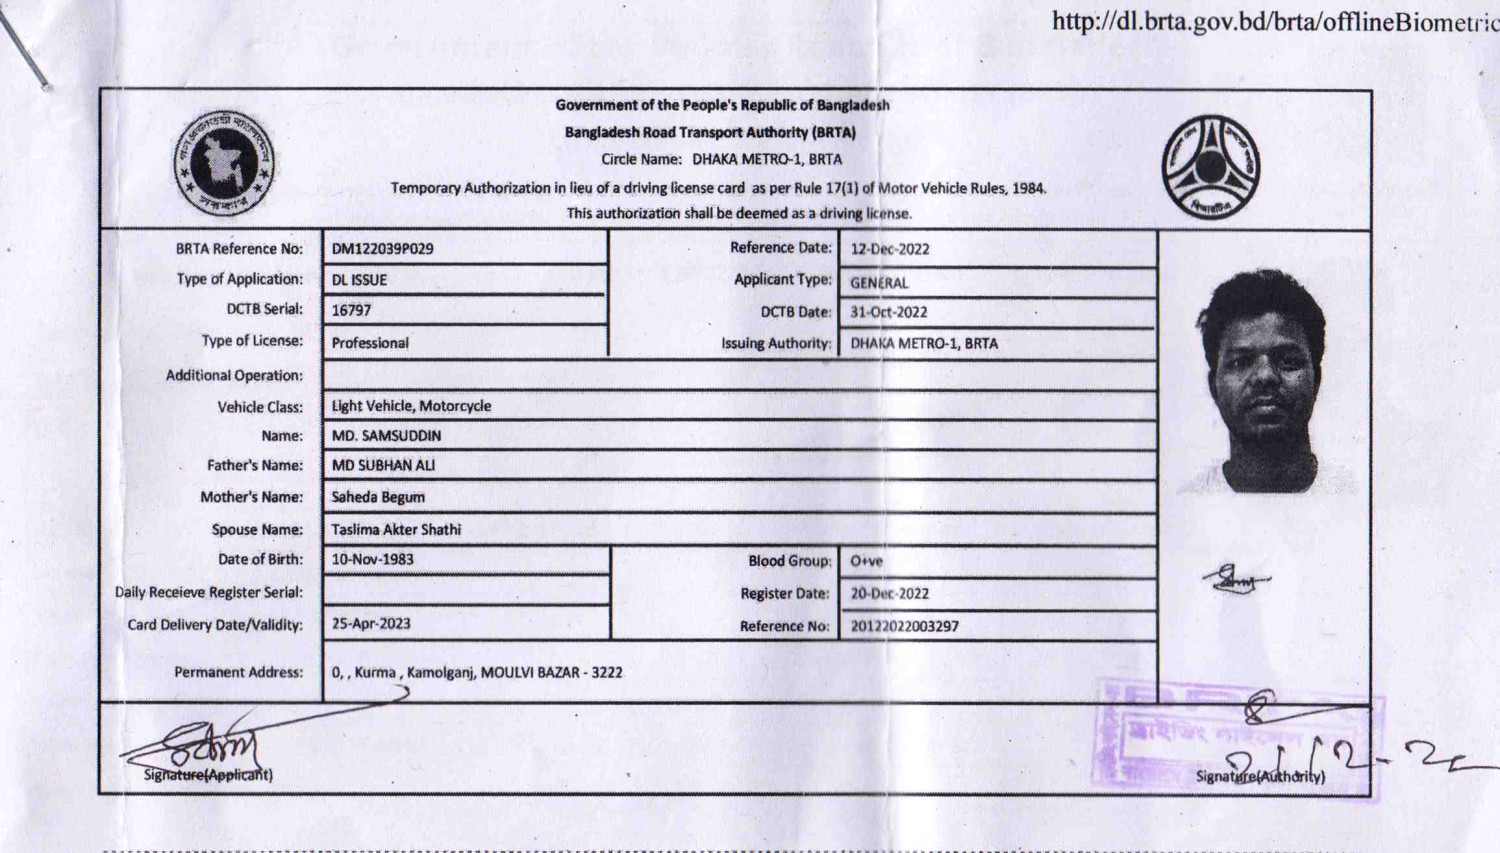 http://dl.brta.gov.bd/brta/offlineBiometric
Government of the People's Republic of Bangladesh
Bangladesh Road Transport Authority (BRTA)
Circle Name: DHAKA METRO-1, BRTA
Temporary Authorization in lieu of a driving license card as per Rule 17(1) of Motor Vehicle Rules, 1984.
This authorization shall be deemed as a driving license.
BRTA Reference No: DM122039P029 Reference Date: 12-Dec-2022
Type of Application: DL ISSUE Applicant Type: GENERAL
DCTB Serial: 16797 DCTB Date: 31-Oct-2022
Type of License: Professional Issuing Authority: DHAKA METRO-1, BRTA
Additional Operation:
Vehicle Class: Light Vehicle, Motorcycle
Name: MD. SAMSUDDIN
Father's Name: MD SUBHAN ALI
Mother's Name: Saheda Begum
Spouse Name: Taslima Akter Shathi
Date of Birth: 10-Nov-1983 Blood Group: O+ve
Daily Receieve Register Serial: Register Date: 20-Dec-2022
Card Delivery Date/Validity: 25-Apr-2023 Reference No: 20122022003297
Permanent Address: 0, , Kurma , Kamolganj, MOULVI BAZAR - 3222
Signature(Applicant) Signature(Authority)